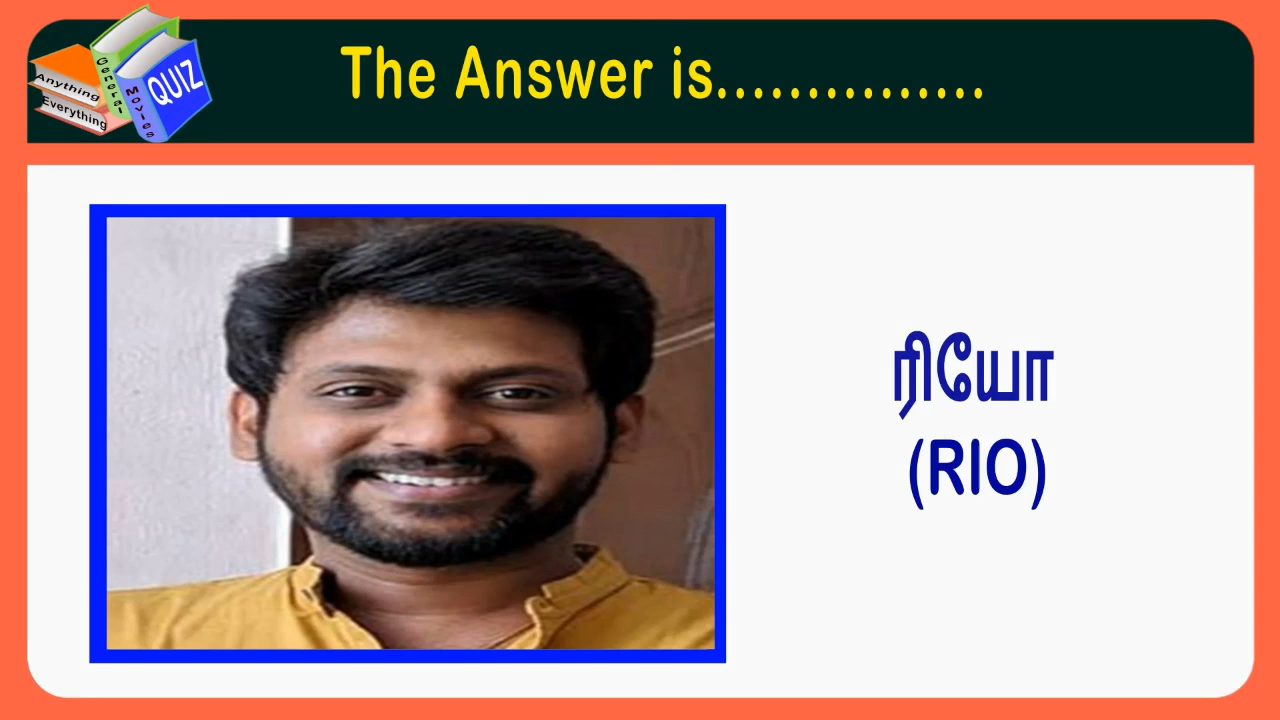 The Answer is...............
Anything
Everything
General
Movies
QUIZ
ரியோ
(RIO)